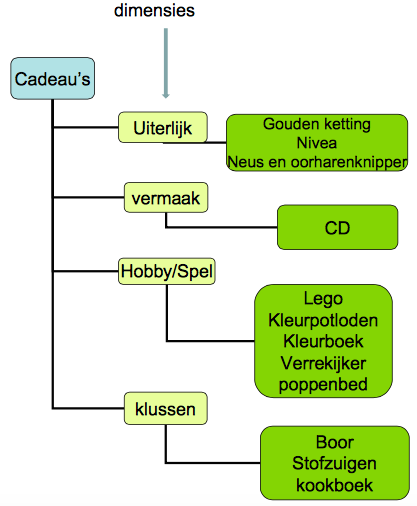 dimensies
Cadeau's
Uiterlijk
Gouden ketting
Nivea
Neus en oorharenknipper
vermaak
CD
Hobby/Spel
Lego
Kleurpotloden
Kleurboek
Verrekijker
poppenbed
klussen
Boor
Stofzuigen
kookboek